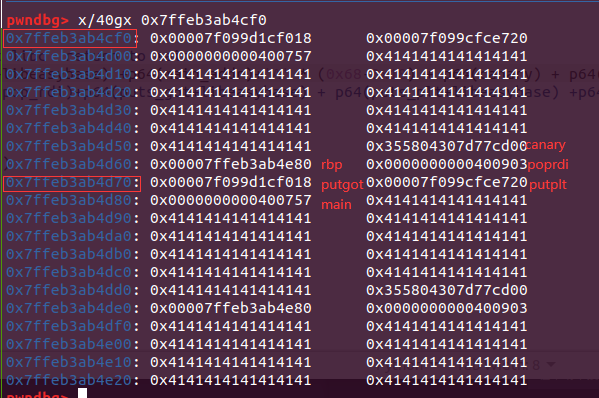 pwndbg> x/40gx 0x7ffeb3ab4cf0
0x7ffeb3ab4cf0: 0x00007f099d1cf018 0x00007f099cfce720
0x7ffeb3ab4d00: 0x0000000000400757 0x4141414141414141
0x7ffeb3ab4d10: 0x4141414141414141 0x4141414141414141
0x7ffeb3ab4d20: 0x4141414141414141 0x4141414141414141
0x7ffeb3ab4d30: 0x4141414141414141 0x4141414141414141
0x7ffeb3ab4d40: 0x4141414141414141 0x4141414141414141
0x7ffeb3ab4d50: 0x4141414141414141 0x355804307d77cd00 canary
0x7ffeb3ab4d60: 0x00007ffeb3ab4e80 rbp 0x0000000000400903 poprdi
0x7ffeb3ab4d70: 0x00007f099d1cf018 putgot 0x00007f099cfce720 putplt
0x7ffeb3ab4d80: 0x0000000000400757 main 0x4141414141414141
0x7ffeb3ab4d90: 0x4141414141414141 0x4141414141414141
0x7ffeb3ab4da0: 0x4141414141414141 0x4141414141414141
0x7ffeb3ab4db0: 0x4141414141414141 0x4141414141414141
0x7ffeb3ab4dc0: 0x4141414141414141 0x4141414141414141
0x7ffeb3ab4dd0: 0x4141414141414141 0x355804307d77cd00
0x7ffeb3ab4de0: 0x00007ffeb3ab4e80 0x0000000000400903
0x7ffeb3ab4df0: 0x4141414141414141 0x4141414141414141
0x7ffeb3ab4e00: 0x4141414141414141 0x4141414141414141
0x7ffeb3ab4e10: 0x4141414141414141 0x4141414141414141
0x7ffeb3ab4e20: 0x4141414141414141 0x4141414141414141
pwndbg>